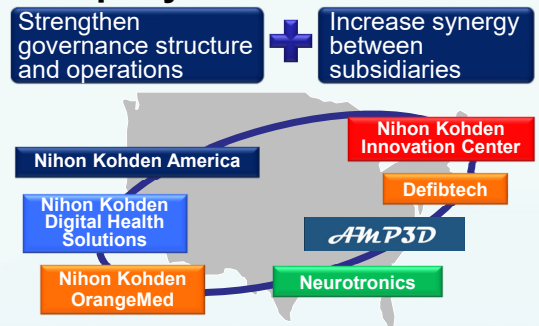 Strengthen
governance structure
and operations
Increase synergy
between
subsidiaries
Nihon Kohden
Innovation Center
Nihon Kohden America
Defibtech
Nihon Kohden
Digital Health
Solutions
AMP3D
Nihon Kohden
OrangeMed
Neurotronics